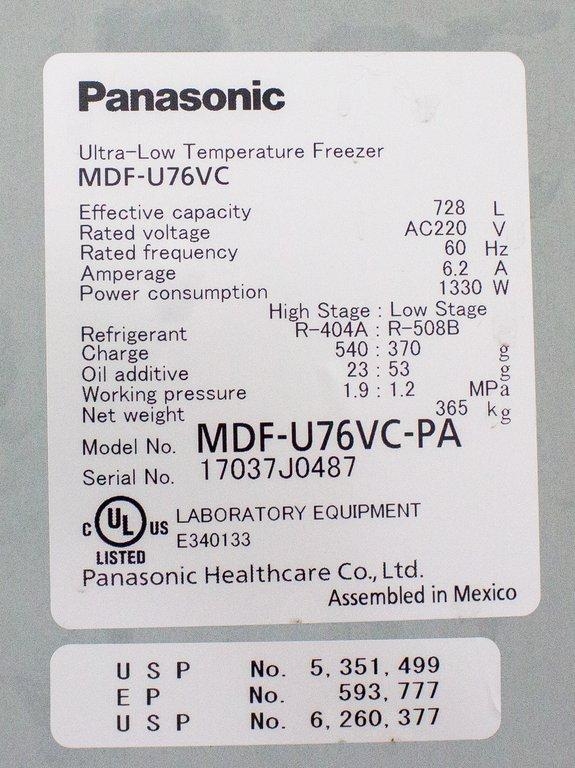 Panasonic
Ultra-Low Temperature Freezer
MDF-U76VC
Effective capacity 728 L
Rated voltage AC220 V
Rated frequency 60 Hz
Amperage 6.2 A
Power consumption 1330 W
High Stage : Low Stage
Refrigerant R-404A : R-508B
Charge 540 : 370 g
Oil additive 23 : 53 g
Working pressure 1.9 : 1.2 MPa
Net weight 365 kg
Model No. MDF-U76VC-PA
Serial No. 17037J0487
C UL US LABORATORY EQUIPMENT
LISTED E340133
Panasonic Healthcare Co., Ltd.
Assembled in Mexico
USP No. 5,351,499
EP No. 593,777
USP No. 6,260,377